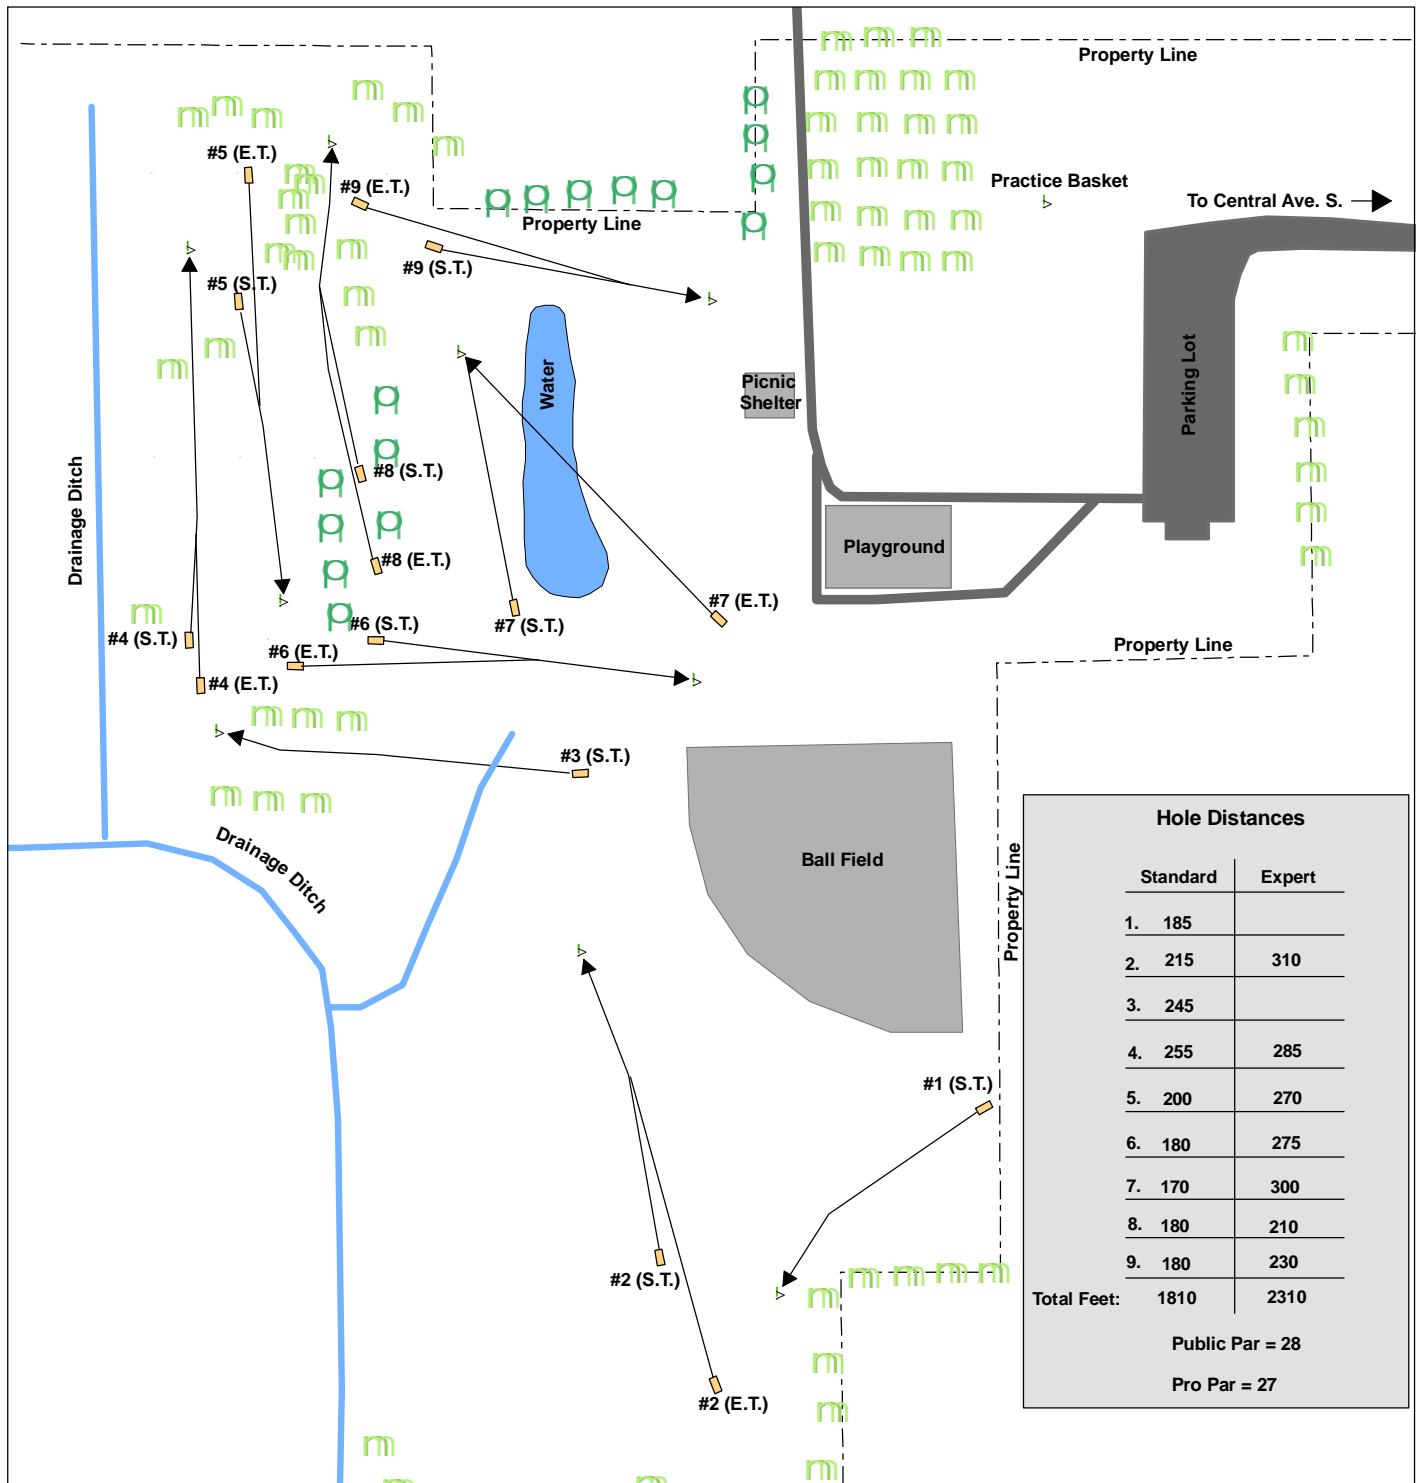 Property Line
#5 (E.T.)
#9 (E.T.)
Practice Basket
To Central Ave. S.
Property Line
#9 (S.T.)
#5 (S.T.)
Water
Picnic
Shelter
Parking Lot
#8 (S.T.)
Drainage Ditch
Playground
#8 (E.T.)
#7 (E.T.)
#7 (S.T.)
#6 (S.T.)
#4 (S.T.)
#6 (E.T.)
Property Line
#4 (E.T.)
#3 (S.T.)
Drainage Ditch
Ball Field
Property Line
#1 (S.T.)
#2 (S.T.)
#2 (E.T.)
Hole Distances
Standard Expert
1. 185
2. 215 310
3. 245
4. 255 285
5. 200 270
6. 180 275
7. 170 300
8. 180 210
9. 180 230
Total Feet: 1810 2310
Public Par = 28
Pro Par = 27